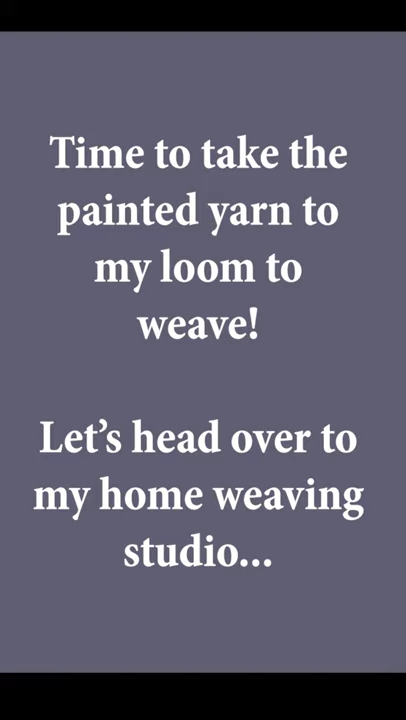 Time to take the
painted yarn to
my loom to
weave!
Let’s head over to
my home weaving
studio...